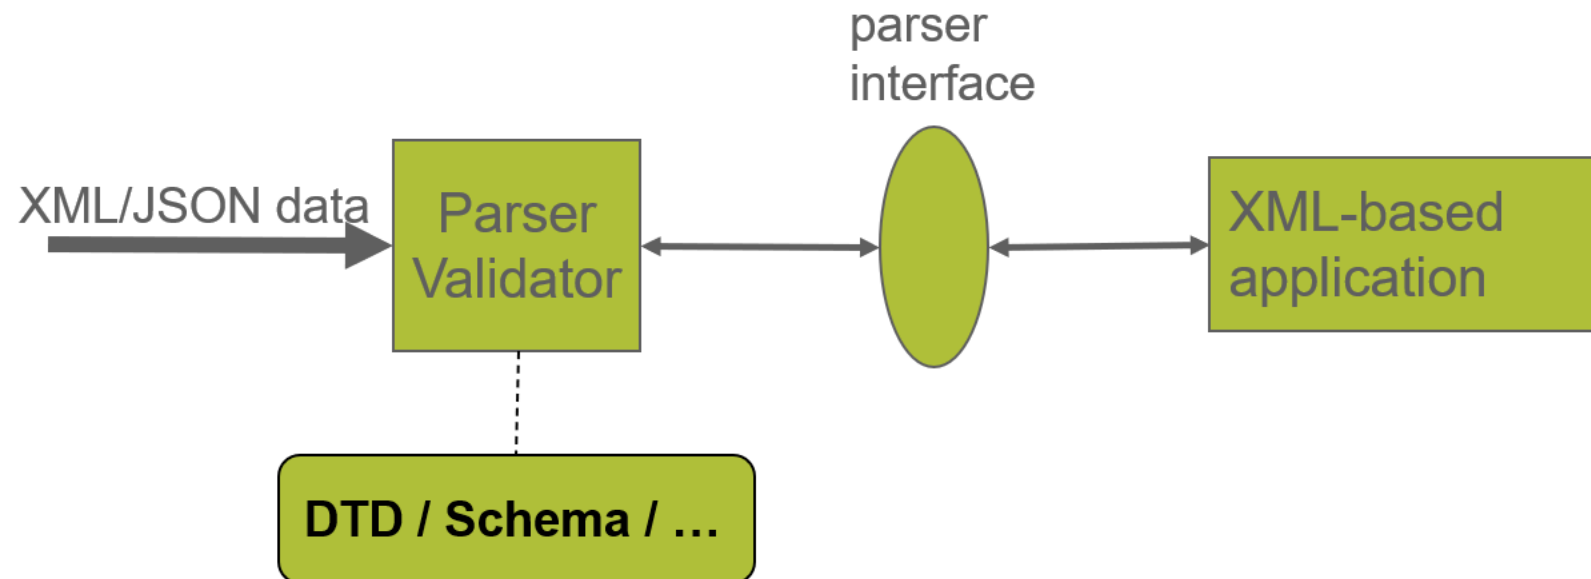 parser
interface
XML/JSON data
Parser
Validator
XML-based
application
DTD / Schema / …